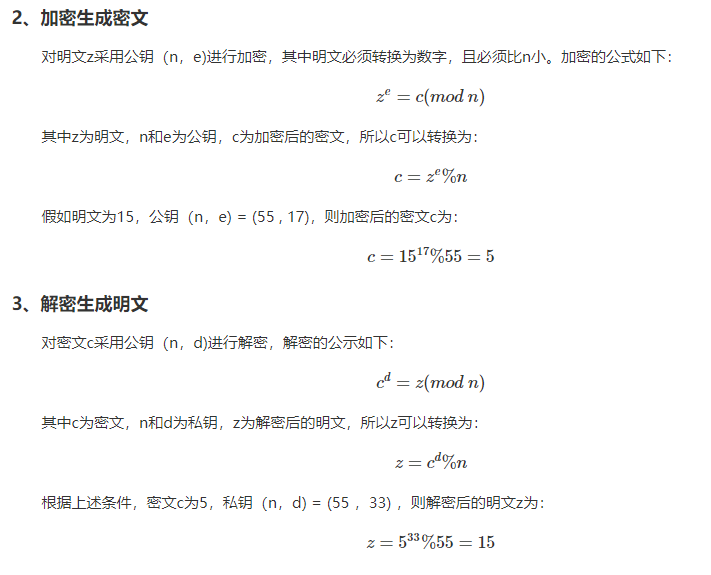 2、加密生成密文
对明文z采用公钥（n，e)进行加密，其中明文必须转换为数字，且必须比n小。加密的公式如下：
z^e = c(mod n)
其中z为明文，n和e为公钥，c为加密后的密文，所以c可以转换为：
c = z^e%n
假如明文为15，公钥（n，e) = (55 , 17)，则加密后的密文c为：
c = 15^17%55 = 5
3、解密生成明文
对密文c采用公钥（n，d)进行解密，解密的公示如下：
c^d = z(mod n)
其中c为密文，n和d为私钥，z为解密后的明文，所以z可以转换为：
z = c^d%n
根据上述条件，密文c为5，私钥（n，d) = (55 ，33) ，则解密后的明文z为：
z = 5^33%55 = 15